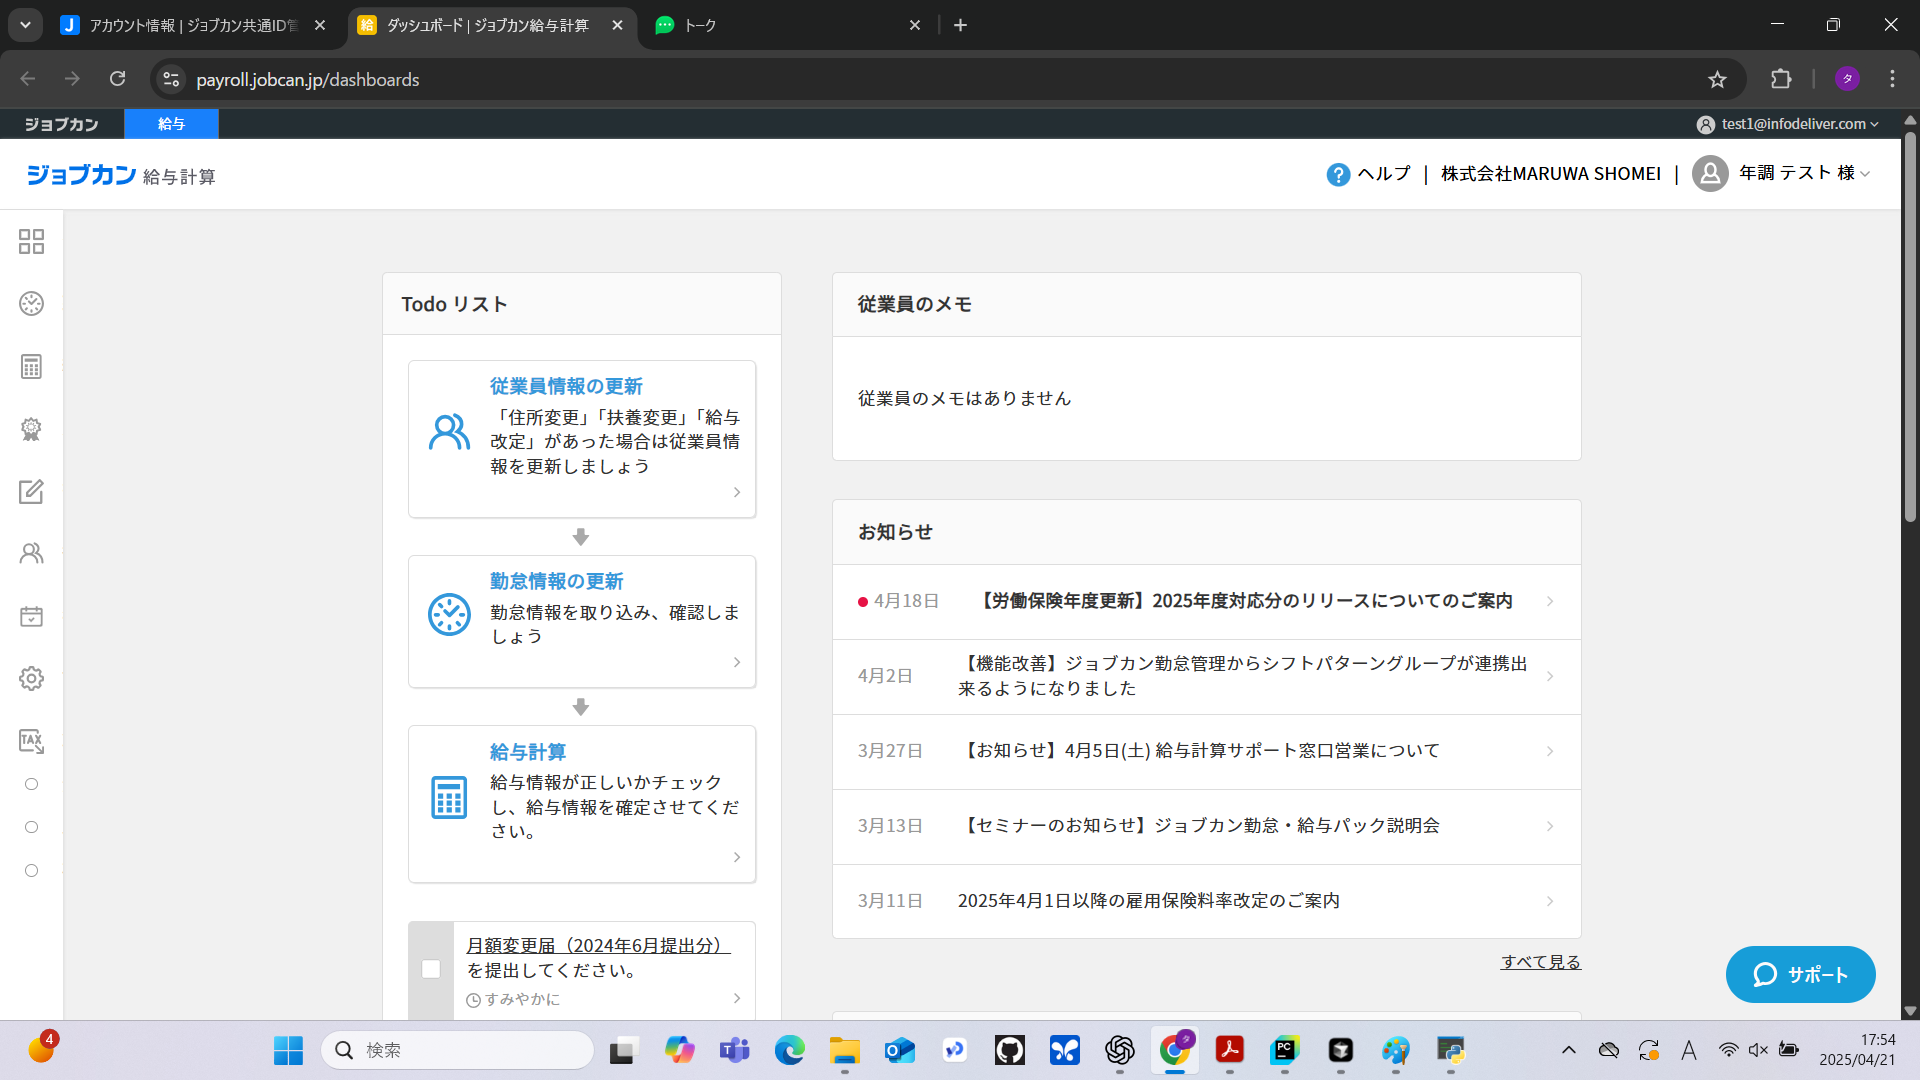 アカウント情報 | ジョブカン共通ID管
給
ダッシュボード | ジョブカン給与計算
トーク
payroll.jobcan.jp/dashboards
タ
ジョブカン
給与
test1@infodeliver.com
ジョブカン 給与計算
ヘルプ | 株式会社MARUWA SHOMEI | 年調 テスト 様
TAX
Todo リスト
従業員情報の更新
「住所変更」「扶養変更」「給与
改定」があった場合は従業員情
報を更新しましょう
勤怠情報の更新
勤怠情報を取り込み、確認しま
しょう
給与計算
給与情報が正しいかチェック
し、給与情報を確定させてくだ
さい。
月額変更届（2024年6月提出分）
を提出してください。
すみやかに
従業員のメモ
従業員のメモはありません
お知らせ
4月18日 【労働保険年度更新】2025年度対応分のリリースについてのご案内
4月2日 【機能改善】ジョブカン勤怠管理からシフトパターングループが連携出
来るようになりました
3月27日 【お知らせ】4月5日(土) 給与計算サポート窓口営業について
3月13日 【セミナーのお知らせ】ジョブカン勤怠・給与パック説明会
3月11日 2025年4月1日以降の雇用保険料率改定のご案内
すべて見る
サポート
4
検索
A
17:54
2025/04/21